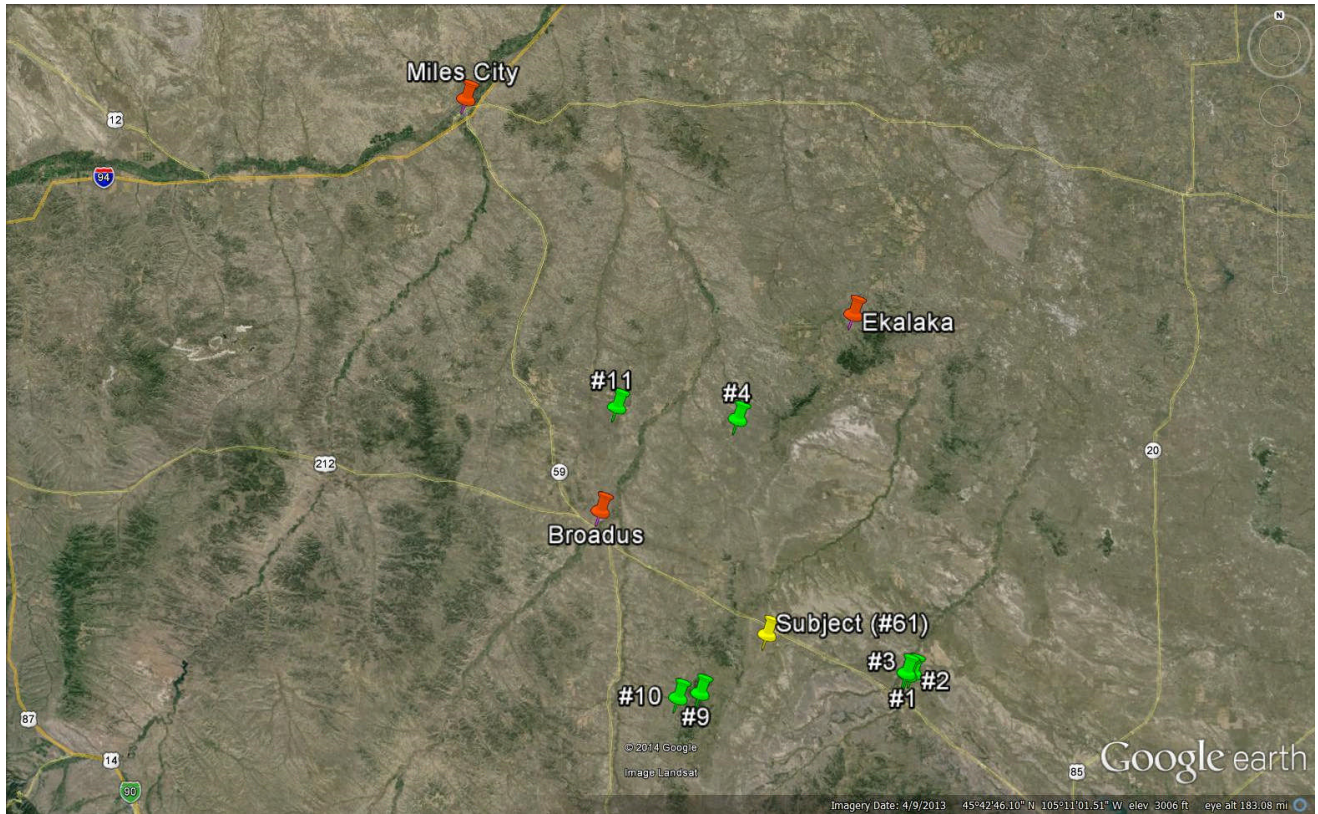 N
Miles City
12
94
Ekalaka
#11
#4
212
59
20
Broadus
Subject (#61)
#3
#2
#1
#10
#9
87
14
90
85
© 2014 Google
Image Landsat
Google earth
Imagery Date: 4/9/2013 45°42'46.10" N 105°11'01.51" W elev 3006 ft eye alt 183.08 mi